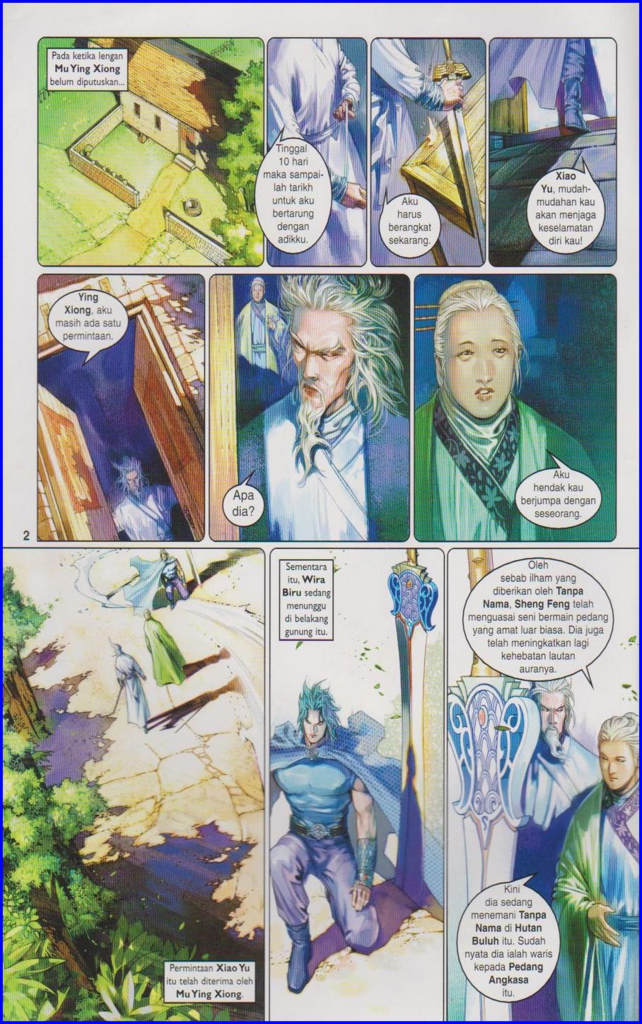 Pada ketika lengan
Mu Ying Xiong
belum diputuskan...
Tinggal
10 hari
maka sampai-
lah tarikh
untuk aku
bertarung
dengan
adikku.
Aku
harus
berangkat
sekarang.
Xiao
Yu, mudah-
mudahan kau
akan menjaga
keselamatan
diri kau!
Ying
Xiong, aku
masih ada satu
permintaan.
Apa
dia?
Aku
hendak kau
berjumpa dengan
seseorang.
2
Permintaan Xiao Yu
itu telah diterima oleh
Mu Ying Xiong.
Sementara
itu, Wira
Biru sedang
menunggu
di belakang
gunung itu.
Oleh
sebab ilham yang
diberikan oleh Tanpa
Nama, Sheng Feng telah
menguasai seni bermain pedang
yang amat luar biasa. Dia juga
telah meningkatkan lagi
kehebatan lautan
auranya.
Kini
dia sedang
menemani Tanpa
Nama di Hutan
Buluh itu. Sudah
nyata dia ialah waris
kepada Pedang
Angkasa
itu.